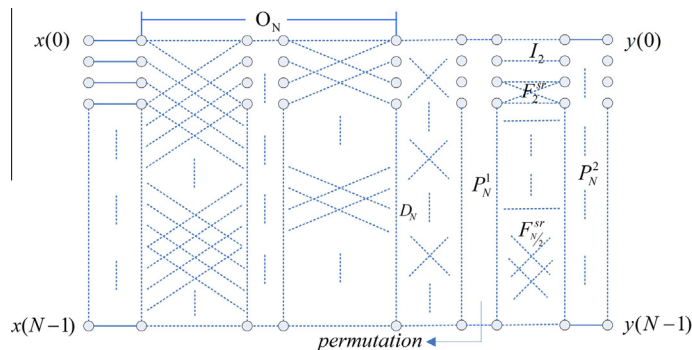 O_N
x(0)
y(0)
I_2
F_2^{sr}
P_N^1
P_N^2
D_N
F_{N/2}^{sr}
x(N−1)
y(N−1)
permutation